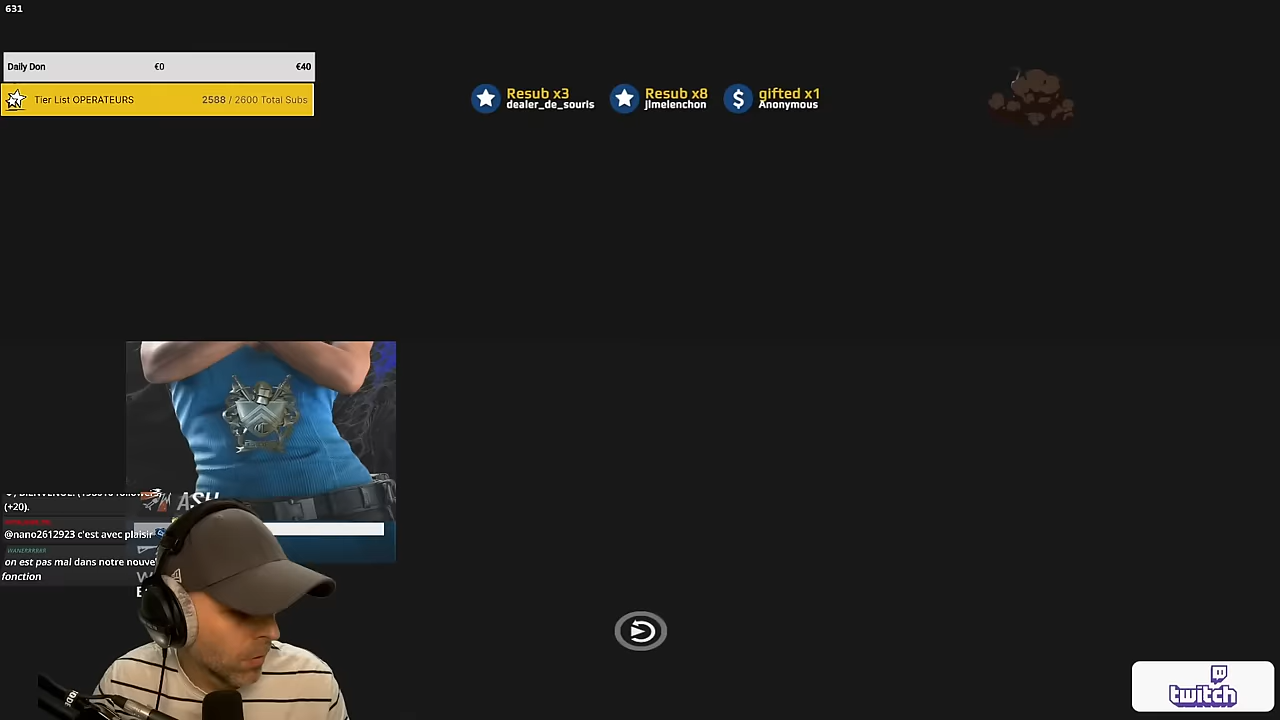 631
Daily Don €0 €40
Tier List OPERATEURS 2588 / 2600 Total Subs
Resub x3
dealer_de_souris
Resub x8
jlmelenchon
gifted x1
Anonymous
ASH
(+20).
@nano2612923 c'est avec plaisir
WANERRRRRR
on est pas mal dans notre nouve
fonction
twitch